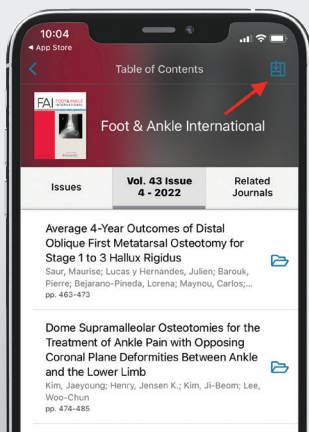 10:04
◄ App Store
Table of Contents
FAI FOOT & ANKLE
INTERNATIONAL
Foot & Ankle International
Issues
Vol. 43 Issue
4 - 2022
Related
Journals
Average 4-Year Outcomes of Distal
Oblique First Metatarsal Osteotomy for
Stage 1 to 3 Hallux Rigidus
Saur, Maurise; Lucas y Hernandes, Julien; Barouk,
Pierre; Bejarano-Pineda, Lorena; Maynou, Carlos;...
pp. 463-473
Dome Supramalleolar Osteotomies for the
Treatment of Ankle Pain with Opposing
Coronal Plane Deformities Between Ankle
and the Lower Limb
Kim, Jaeyoung; Henry, Jensen K.; Kim, Ji-Beom; Lee,
Woo-Chun
pp. 474-485